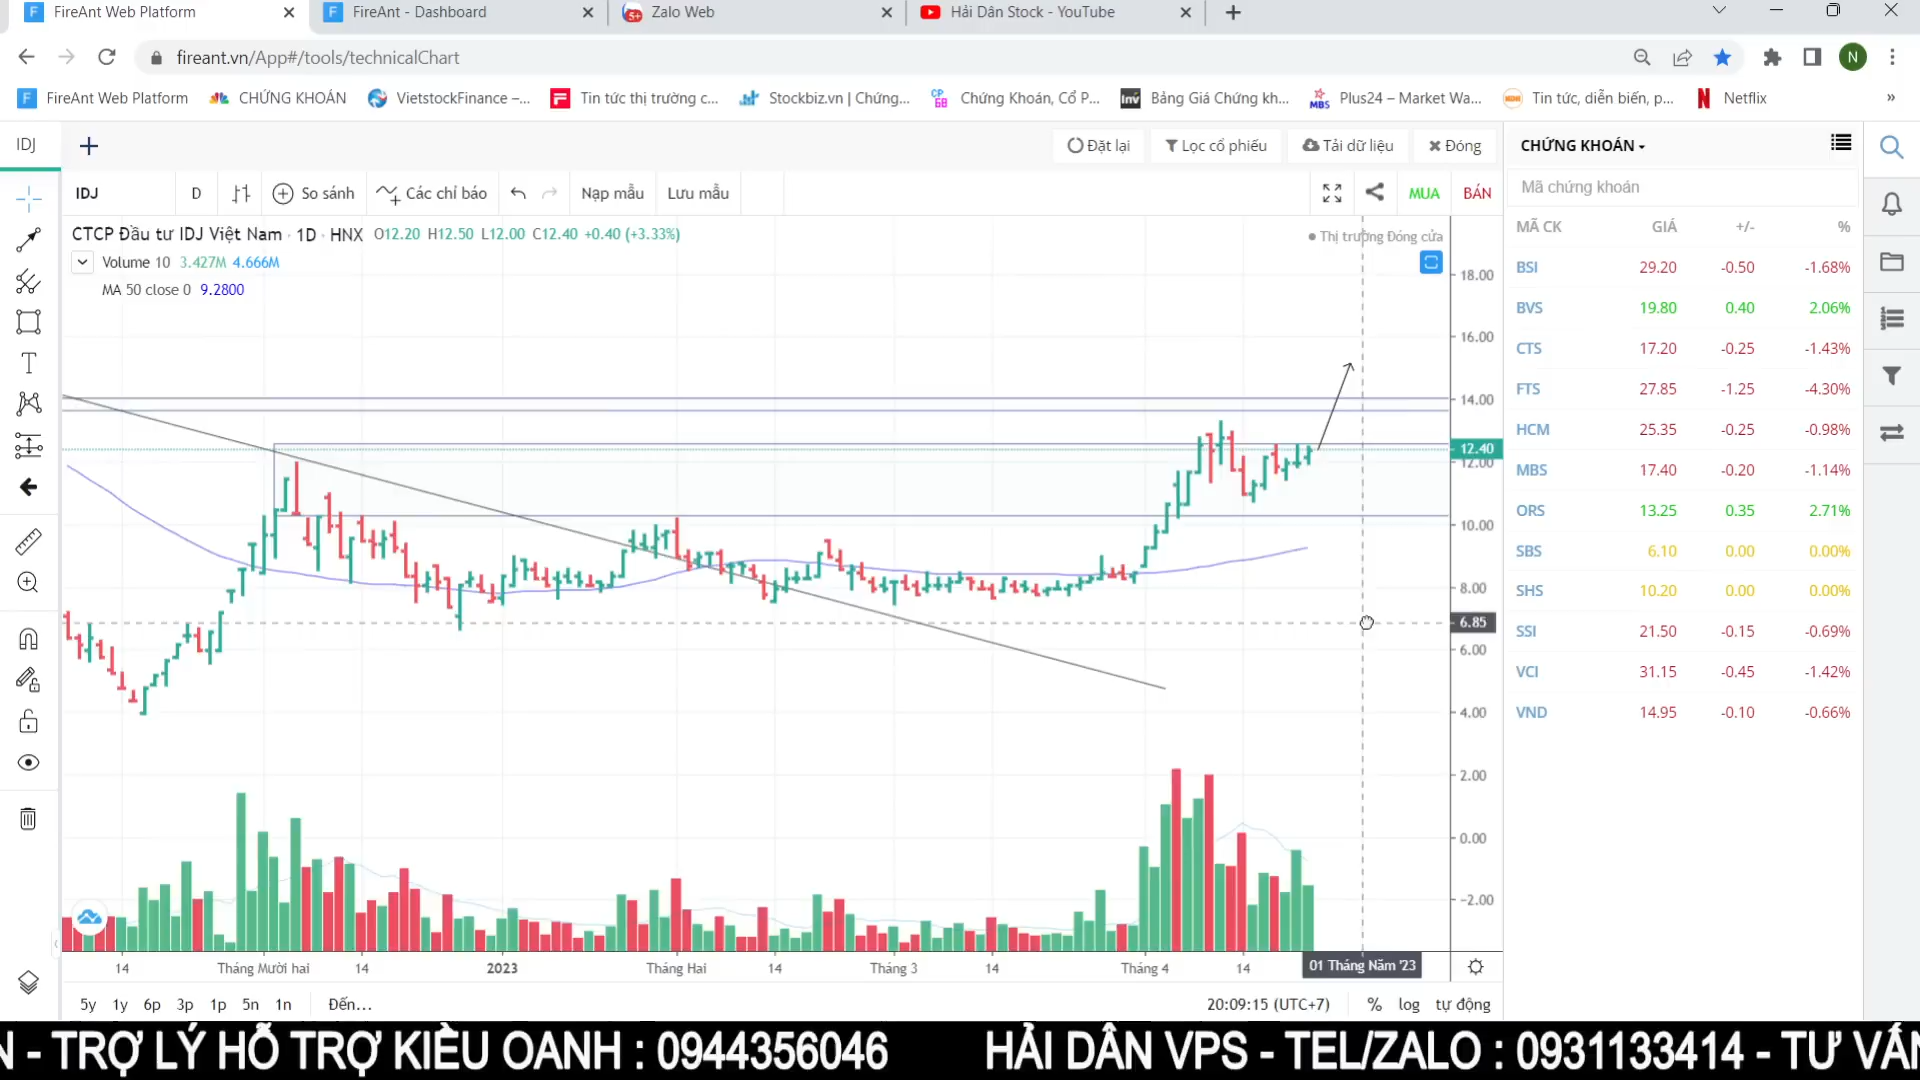 FireAnt Web Platform
FireAnt - Dashboard
Zalo Web
Hải Dân Stock - YouTube
fireant.vn/App#/tools/technicalChart
N
FireAnt Web Platform
CHỨNG KHOÁN
VietstockFinance –...
Tin tức thị trường c...
Stockbiz.vn | Chứng...
Chứng Khoán, Cổ P...
Bảng Giá Chứng kh...
Plus24 – Market Wa...
Tin tức, diễn biến, p...
Netflix
IDJ
Đặt lại
Lọc cổ phiếu
Tải dữ liệu
Đóng
CHỨNG KHOÁN
IDJ
D
So sánh
Các chỉ báo
Nạp mẫu
Lưu mẫu
MUA
BÁN
Mã chứng khoán
CTCP Đầu tư IDJ Việt Nam · 1D · HNX O12.20 H12.50 L12.00 C12.40 +0.40 (+3.33%)
Thị trường Đóng cửa
Volume 10 3.427M 4.666M
MA 50 close 0 9.2800
18.00
16.00
14.00
12.40
12.00
10.00
8.00
6.85
6.00
4.00
2.00
0.00
−2.00
MÃ CK GIÁ +/- %
BSI 29.20 -0.50 -1.68%
BVS 19.80 0.40 2.06%
CTS 17.20 -0.25 -1.43%
FTS 27.85 -1.25 -4.30%
HCM 25.35 -0.25 -0.98%
MBS 17.40 -0.20 -1.14%
ORS 13.25 0.35 2.71%
SBS 6.10 0.00 0.00%
SHS 10.20 0.00 0.00%
SSI 21.50 -0.15 -0.69%
VCI 31.15 -0.45 -1.42%
VND 14.95 -0.10 -0.66%
14 Tháng Mười hai 14 2023 Tháng Hai 14 Tháng 3 14 Tháng 4 14 01 Tháng Năm '23
5y 1y 6p 3p 1p 5n 1n Đến...
20:09:15 (UTC+7) % log tự động
N - TRỢ LÝ HỖ TRỢ KIỀU OANH : 0944356046 HẢI DÂN VPS - TEL/ZALO : 0931133414 - TƯ VẤN